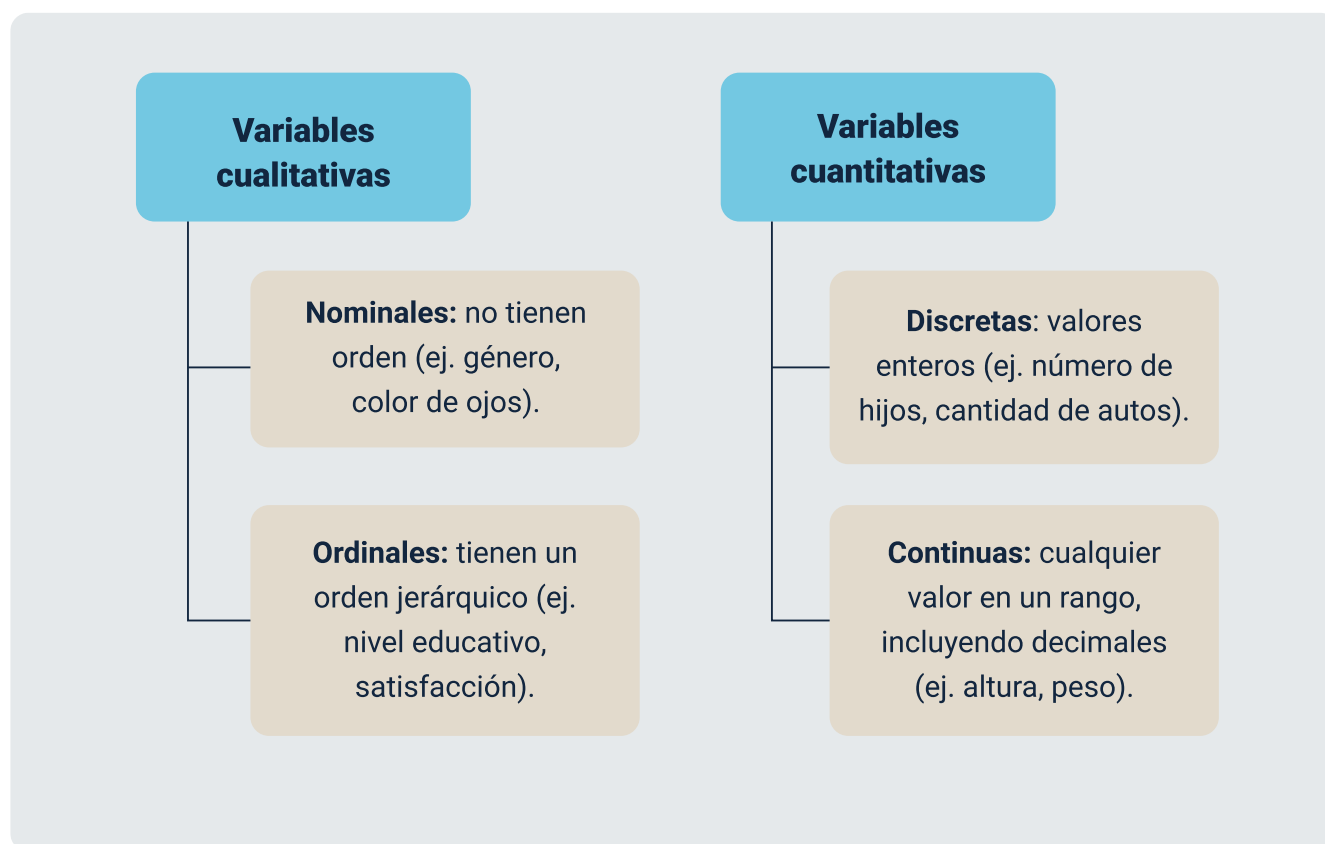 Variables
cualitativas
Nominales: no tienen
orden (ej. género,
color de ojos).
Ordinales: tienen un
orden jerárquico (ej.
nivel educativo,
satisfacción).
Variables
cuantitativas
Discretas: valores
enteros (ej. número de
hijos, cantidad de autos).
Continuas: cualquier
valor en un rango,
incluyendo decimales
(ej. altura, peso).